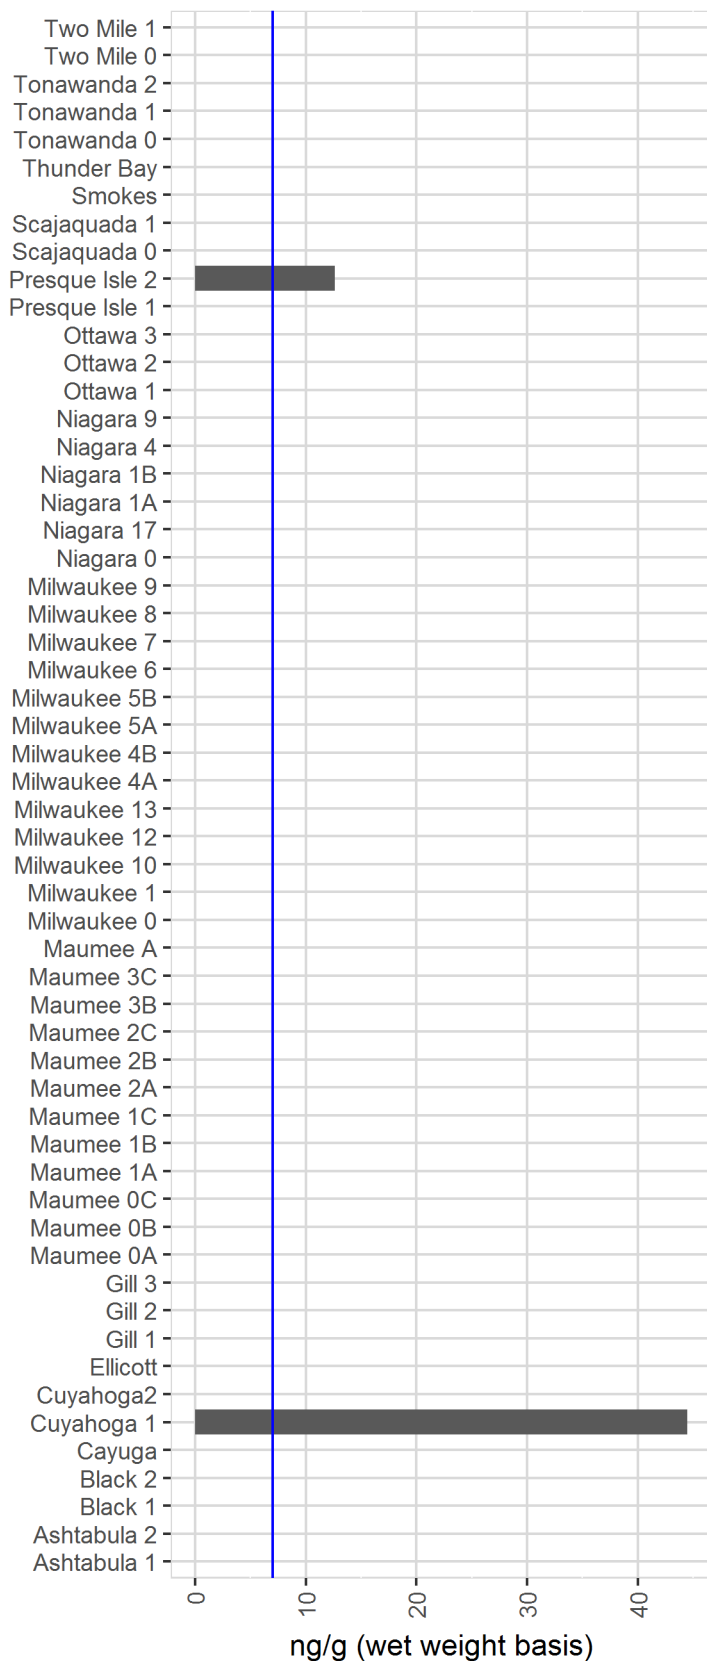 Two Mile 1
Two Mile 0
Tonawanda 2
Tonawanda 1
Tonawanda 0
Thunder Bay
Smokes
Scajaquada 1
Scajaquada 0
Presque Isle 2
Presque Isle 1
Ottawa 3
Ottawa 2
Ottawa 1
Niagara 9
Niagara 4
Niagara 1B
Niagara 1A
Niagara 17
Niagara 0
Milwaukee 9
Milwaukee 8
Milwaukee 7
Milwaukee 6
Milwaukee 5B
Milwaukee 5A
Milwaukee 4B
Milwaukee 4A
Milwaukee 13
Milwaukee 12
Milwaukee 10
Milwaukee 1
Milwaukee 0
Maumee A
Maumee 3C
Maumee 3B
Maumee 2C
Maumee 2B
Maumee 2A
Maumee 1C
Maumee 1B
Maumee 1A
Maumee 0C
Maumee 0B
Maumee 0A
Gill 3
Gill 2
Gill 1
Ellicott
Cuyahoga2
Cuyahoga 1
Cayuga
Black 2
Black 1
Ashtabula 2
Ashtabula 1
0 10 20 30 40
ng/g (wet weight basis)